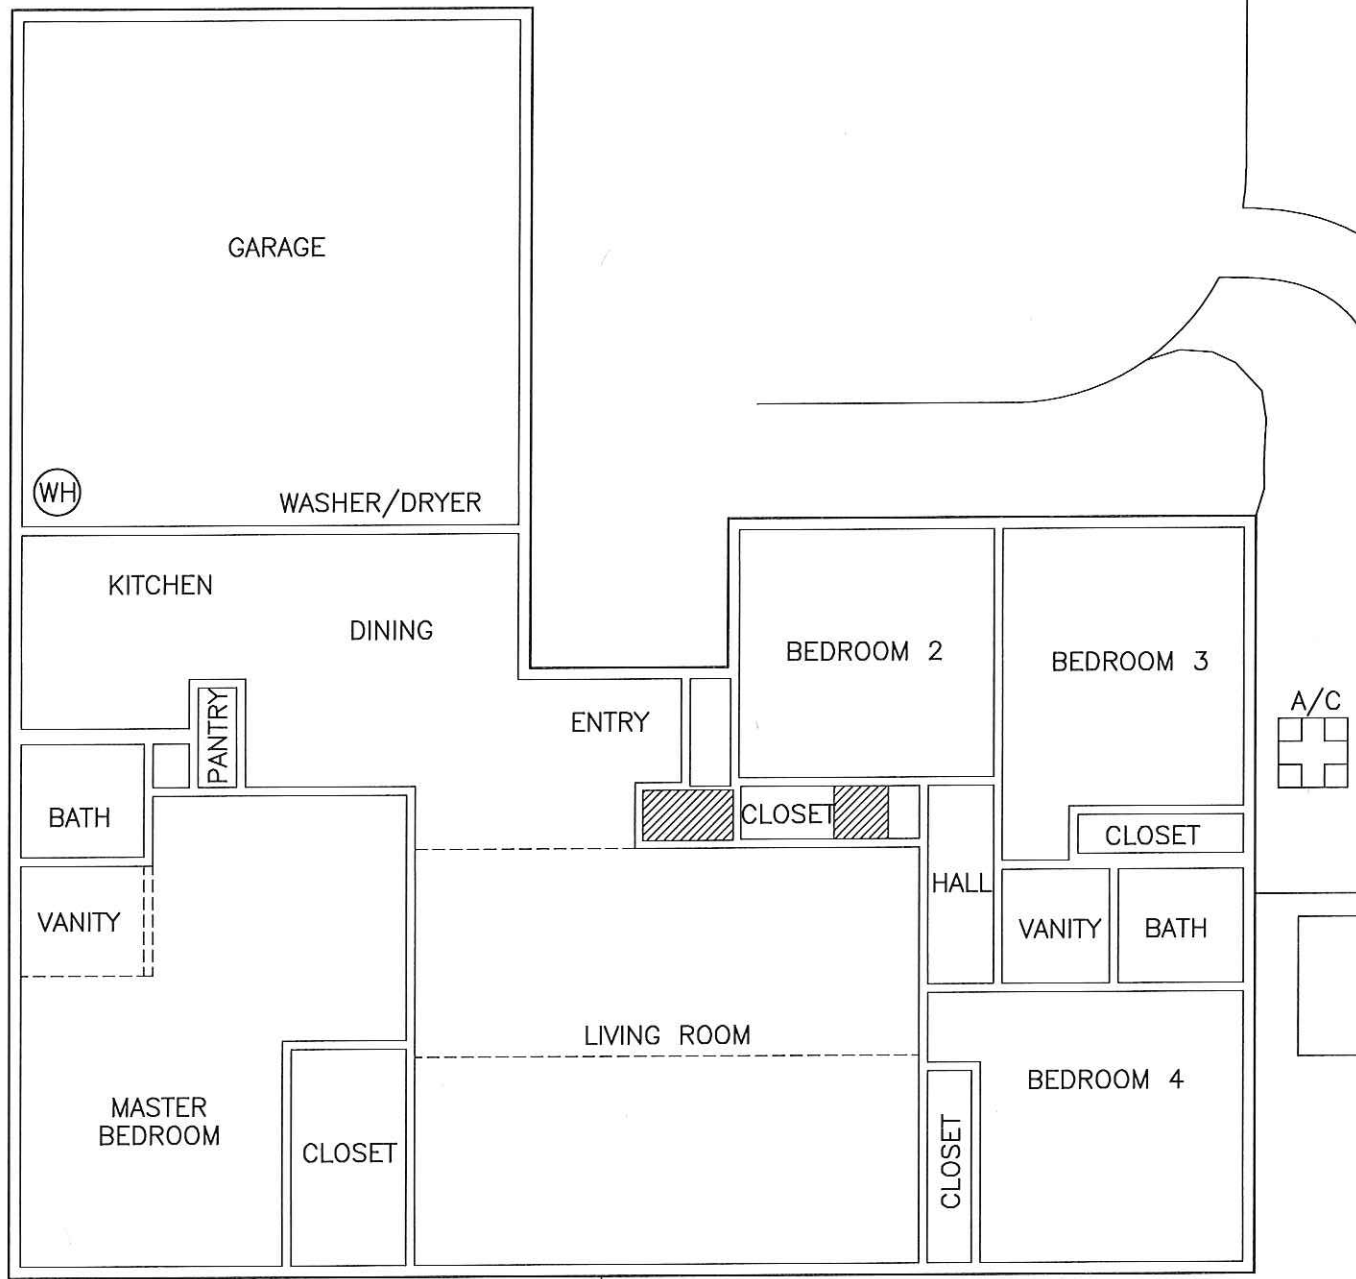 GARAGE
WH
WASHER/DRYER
KITCHEN
DINING
BEDROOM 2
BEDROOM 3
A/C
ENTRY
PANTRY
BATH
CLOSET
CLOSET
HALL
VANITY
VANITY
BATH
LIVING ROOM
BEDROOM 4
MASTER
BEDROOM
CLOSET
CLOSET